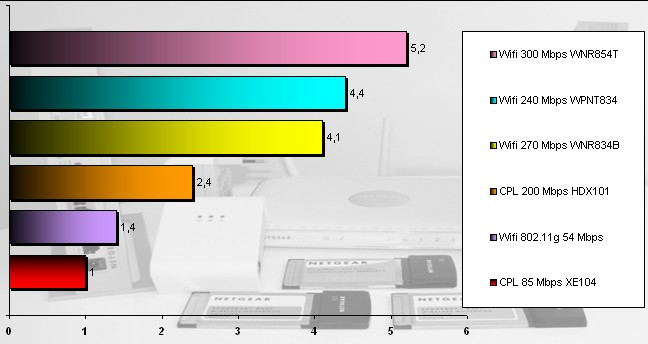 5,2
Wifi 300 Mbps WNR854T
4,4
Wifi 240 Mbps WPNT834
4,1
Wifi 270 Mbps WNR834B
2,4
CPL 200 Mbps HDX101
1,4
Wifi 802.11g 54 Mbps
1
CPL 85 Mbps XE104
NETGEAR
NETGEAR
NETGE
0 1 2 3 4 5 6